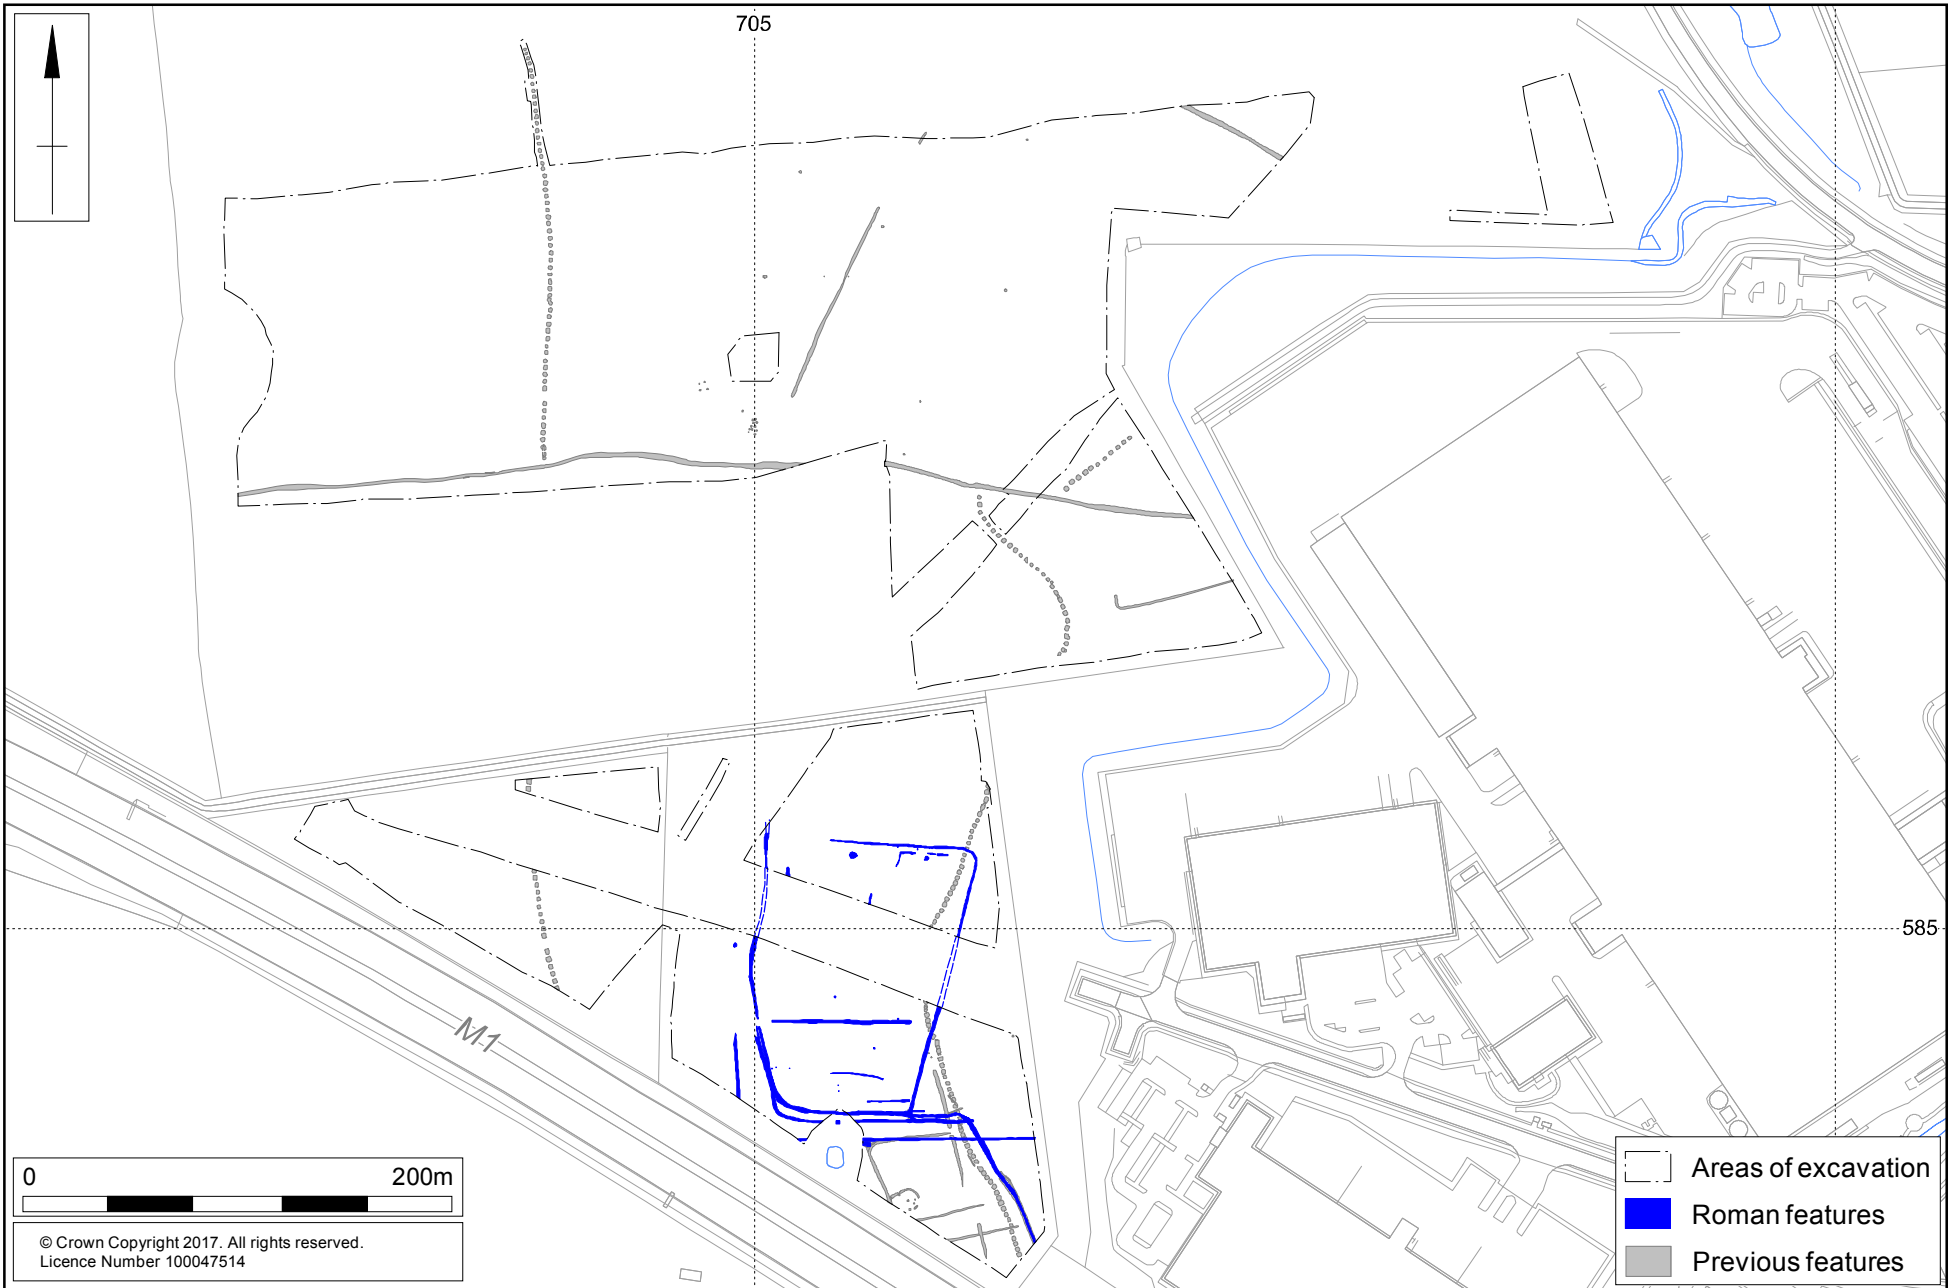 705
585
M1
0 200m
© Crown Copyright 2017. All rights reserved.
Licence Number 100047514
Areas of excavation
Roman features
Previous features